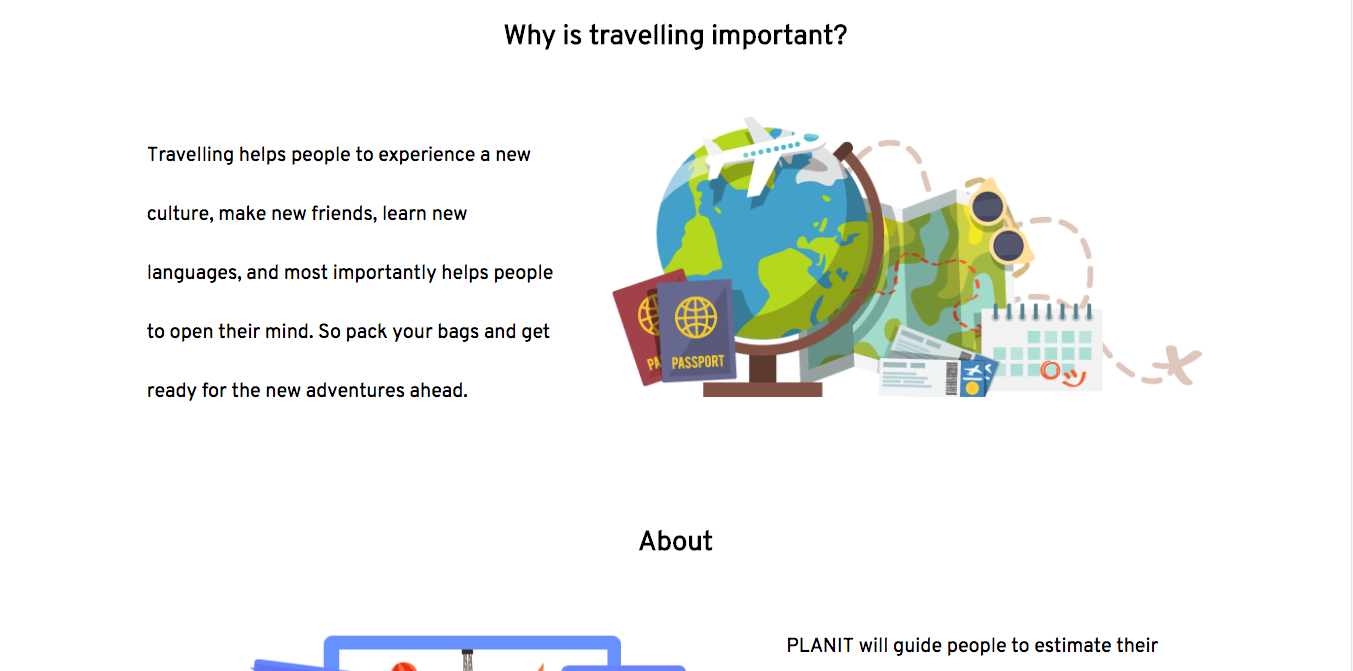 Why is travelling important?
Travelling helps people to experience a new
culture, make new friends, learn new
languages, and most importantly helps people
to open their mind. So pack your bags and get
ready for the new adventures ahead.
PASSPORT
About
PLANIT will guide people to estimate their